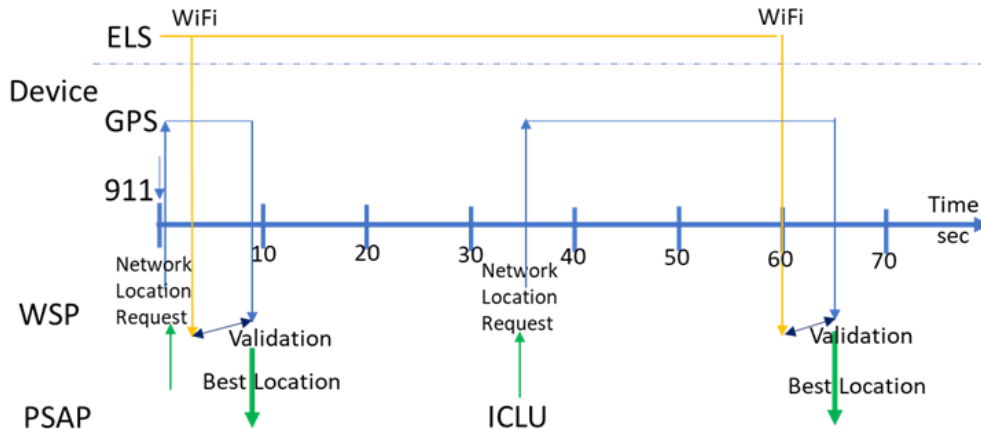 WiFi
WiFi
ELS
Device
GPS
911
Time
sec
10
20
30
40
50
60
70
Network
Location
Request
Network
Location
Request
WSP
Validation
Validation
Best Location
Best Location
PSAP
ICLU